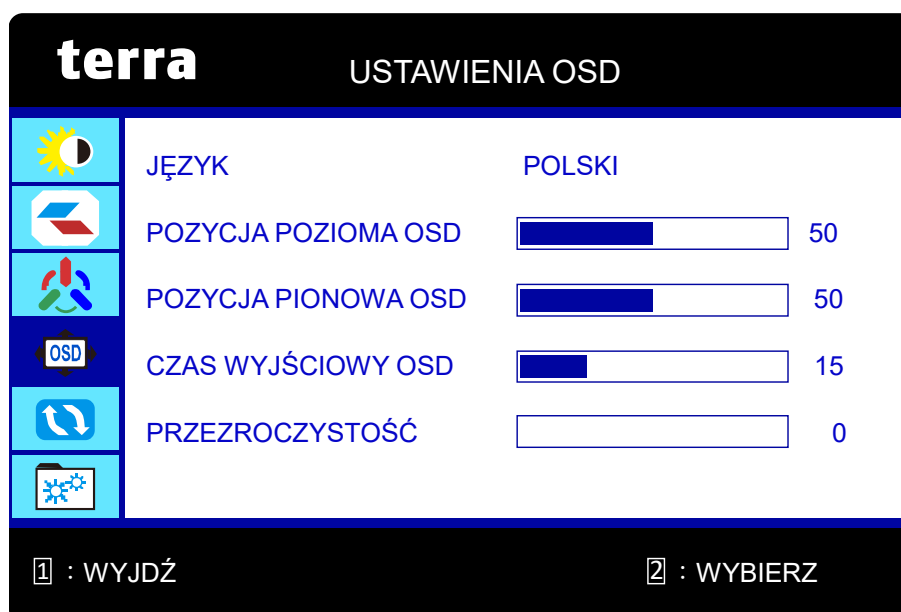 terra
USTAWIENIA OSD
JĘZYK POLSKI
POZYCJA POZIOMA OSD 50
POZYCJA PIONOWA OSD 50
OSD
CZAS WYJŚCIOWY OSD 15
PRZEZROCZYSTOŚĆ 0
1 : WYJDŹ 2 : WYBIERZ